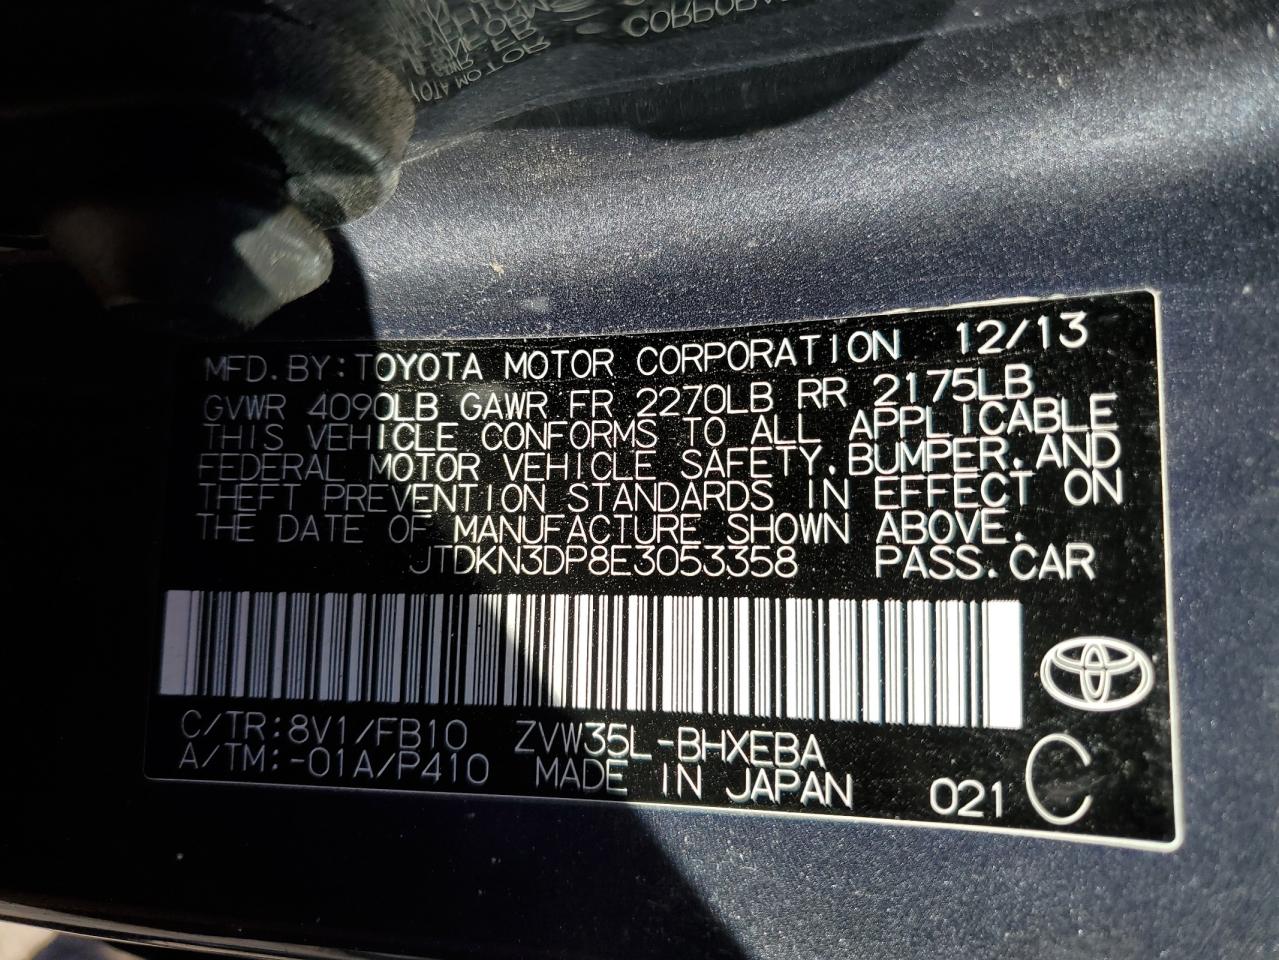 MFD. BY: TOYOTA MOTOR CORPORATION 12/13
GVWR 4090LB GAWR FR 2270LB RR 2175LB
THIS VEHICLE CONFORMS TO ALL APPLICABLE
FEDERAL MOTOR VEHICLE SAFETY, BUMPER, AND
THEFT PREVENTION STANDARDS IN EFFECT ON
THE DATE OF MANUFACTURE SHOWN ABOVE.
JTDKN3DP8E3053358 PASS. CAR
C/TR: 8V1/FB10 ZVW35L-BHXEBA
A/TM: -01A/P410 MADE IN JAPAN 021 C